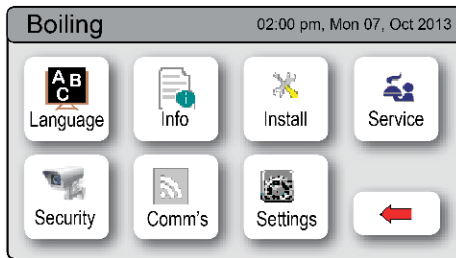 Boiling 02:00 pm, Mon 07, Oct 2013
A B
C
Language Info Install Service
Security Comm's Settings